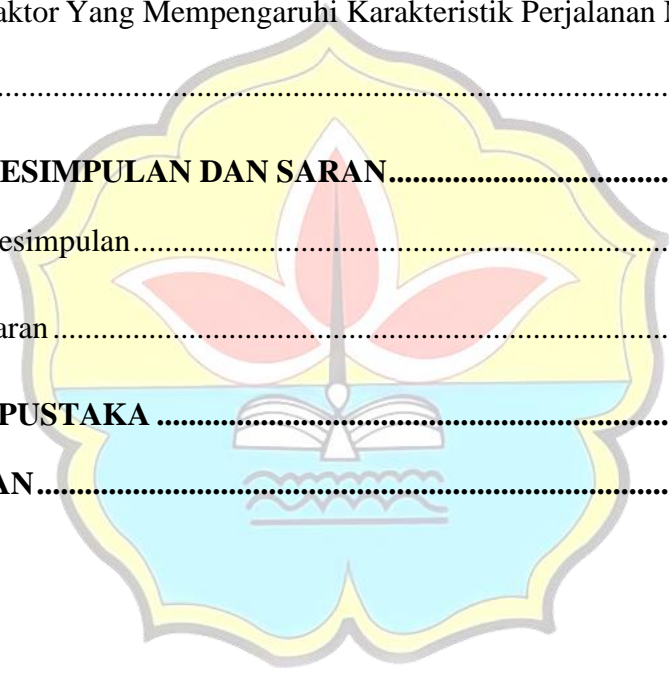 aktor Yang Mempengaruhi Karakteristik Perjalanan
................................................................................
ESIMPULAN DAN SARAN...................................
esimpulan................................................................
aran.........................................................................
PUSTAKA ..........................................................
AN........................................................................